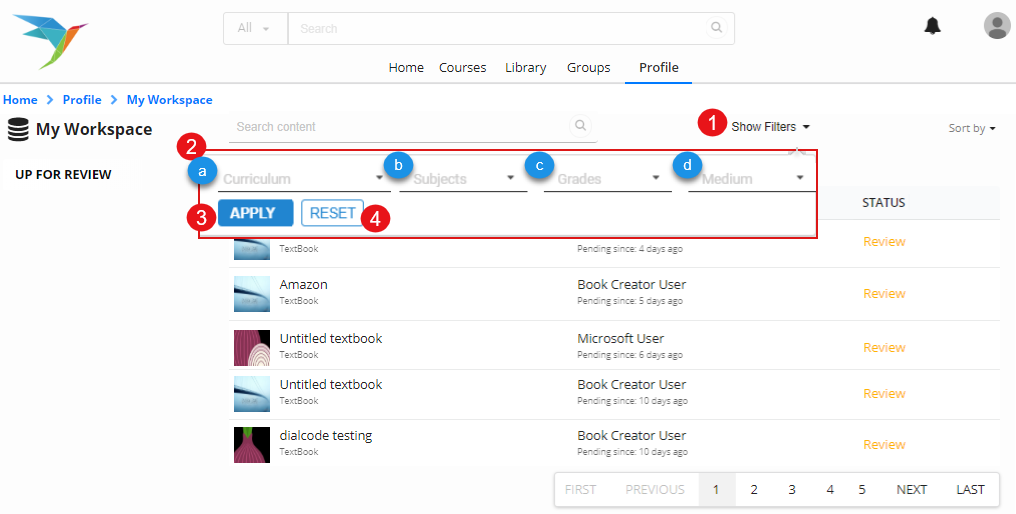 All
Search
Home Courses Library Groups Profile
Home > Profile > My Workspace
My Workspace
Search content
1
Show Filters
Sort by
UP FOR REVIEW
2
a Curriculum b Subjects c Grades d Medium
3 APPLY RESET 4
STATUS
TextBook Pending since: 4 days ago Review
Amazon Book Creator User
TextBook Pending since: 5 days ago Review
Untitled textbook Microsoft User
TextBook Pending since: 6 days ago Review
Untitled textbook Book Creator User
TextBook Pending since: 10 days ago Review
dialcode testing Book Creator User
TextBook Pending since: 10 days ago Review
FIRST PREVIOUS 1 2 3 4 5 NEXT LAST